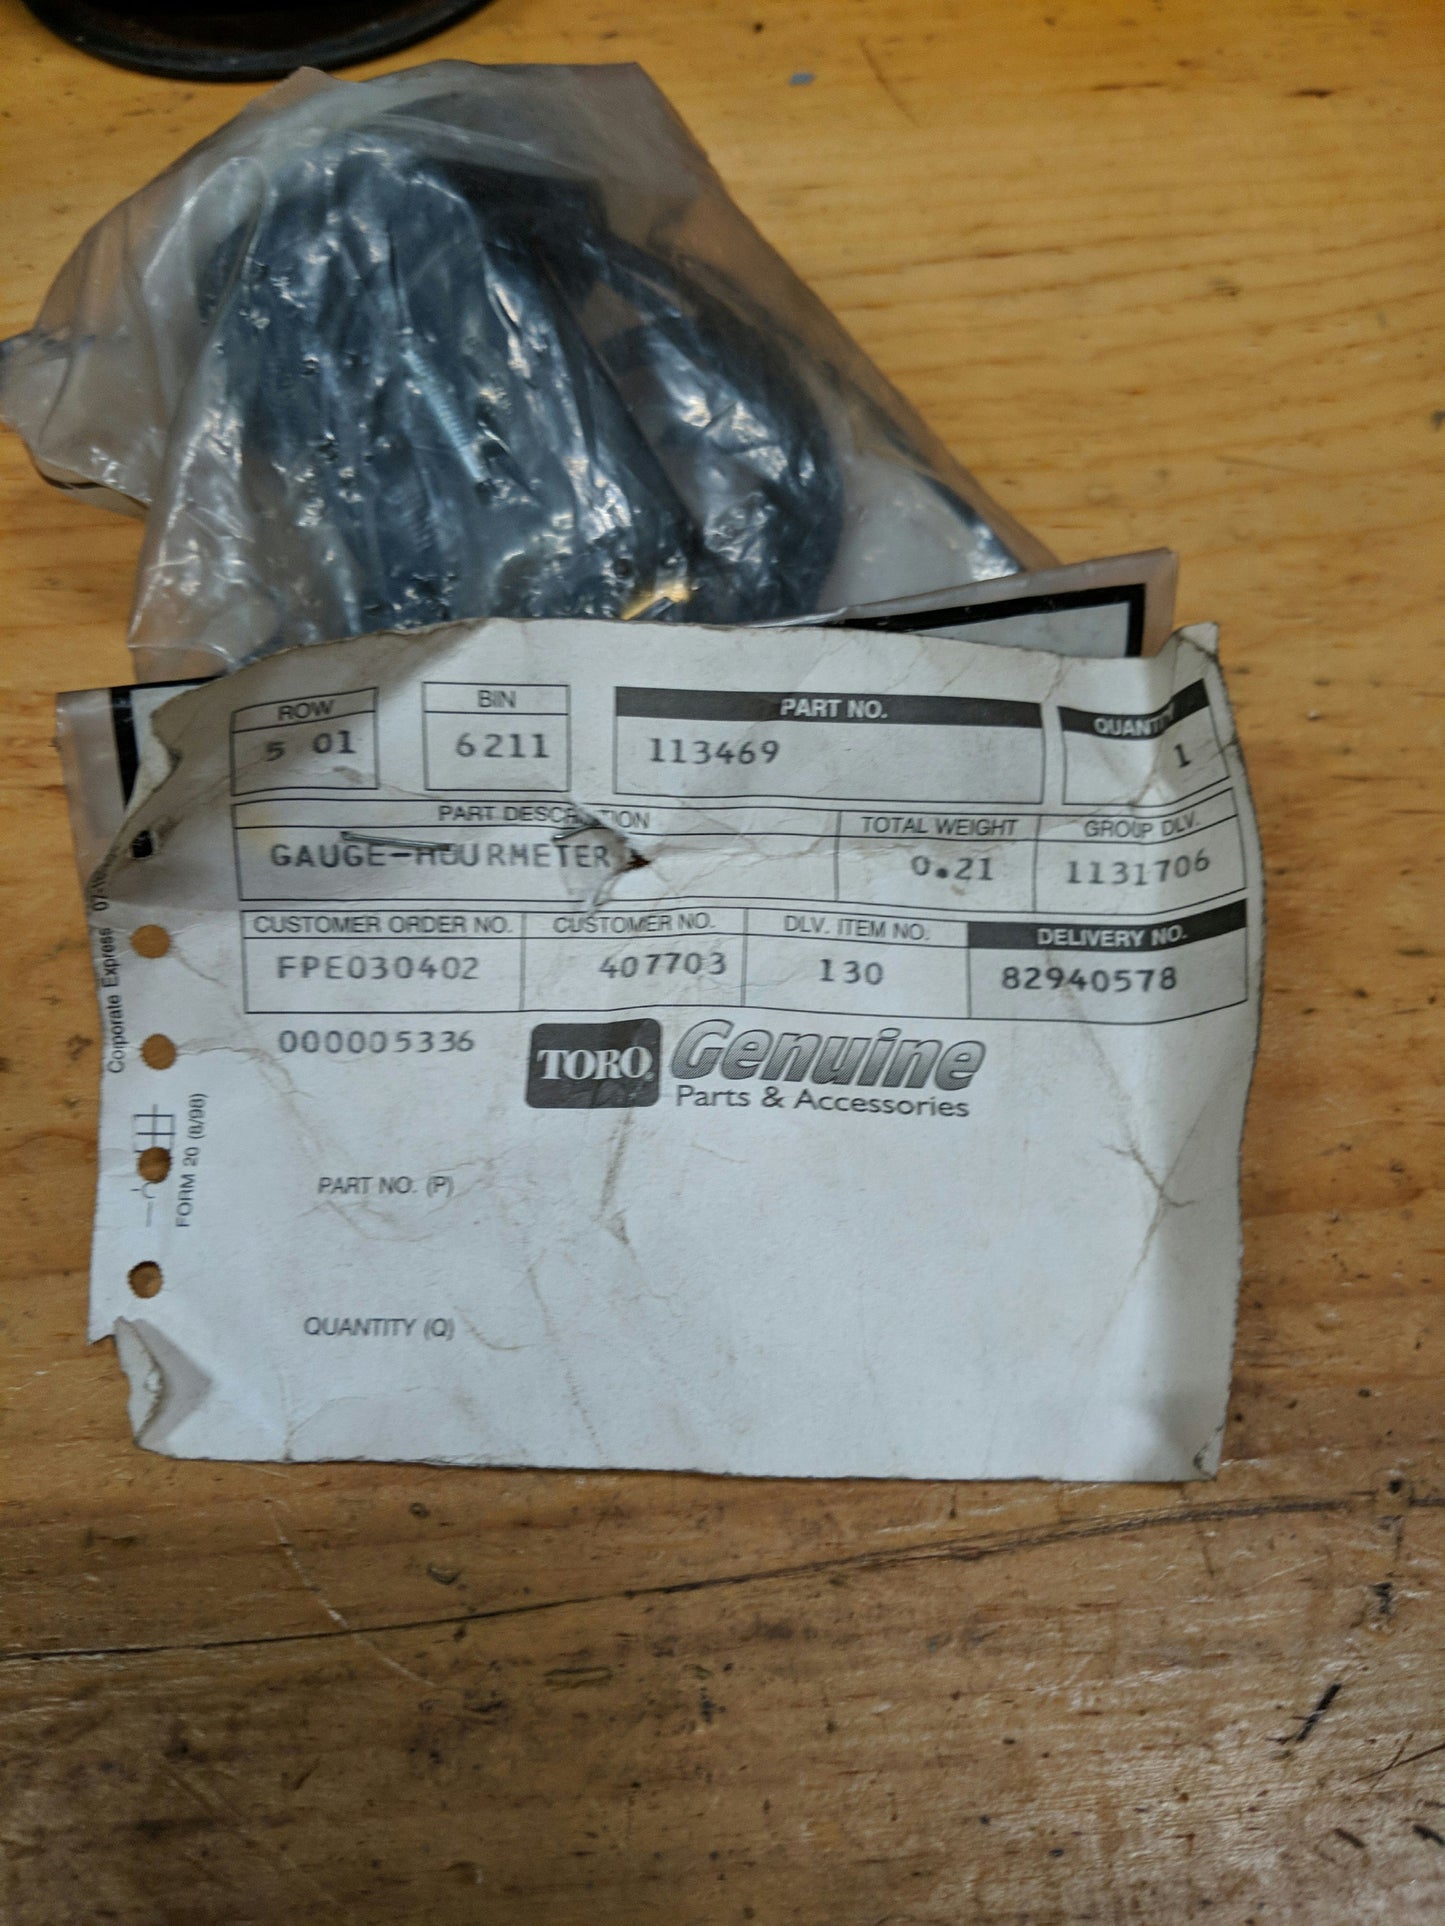 ROW BIN PART NO. QUANTITY
5 01 6211 113469 1
PART DESCRIPTION TOTAL WEIGHT GROUP DLV.
GAUGE-HOURMETER 0.21 1131706
CUSTOMER ORDER NO. CUSTOMER NO. DLV. ITEM NO. DELIVERY NO.
FPE030402 407703 130 82940578
000005336
TORO Genuine
Parts & Accessories
PART NO. (P)
QUANTITY (Q)
Corporate Express
FORM 20 (8/98)